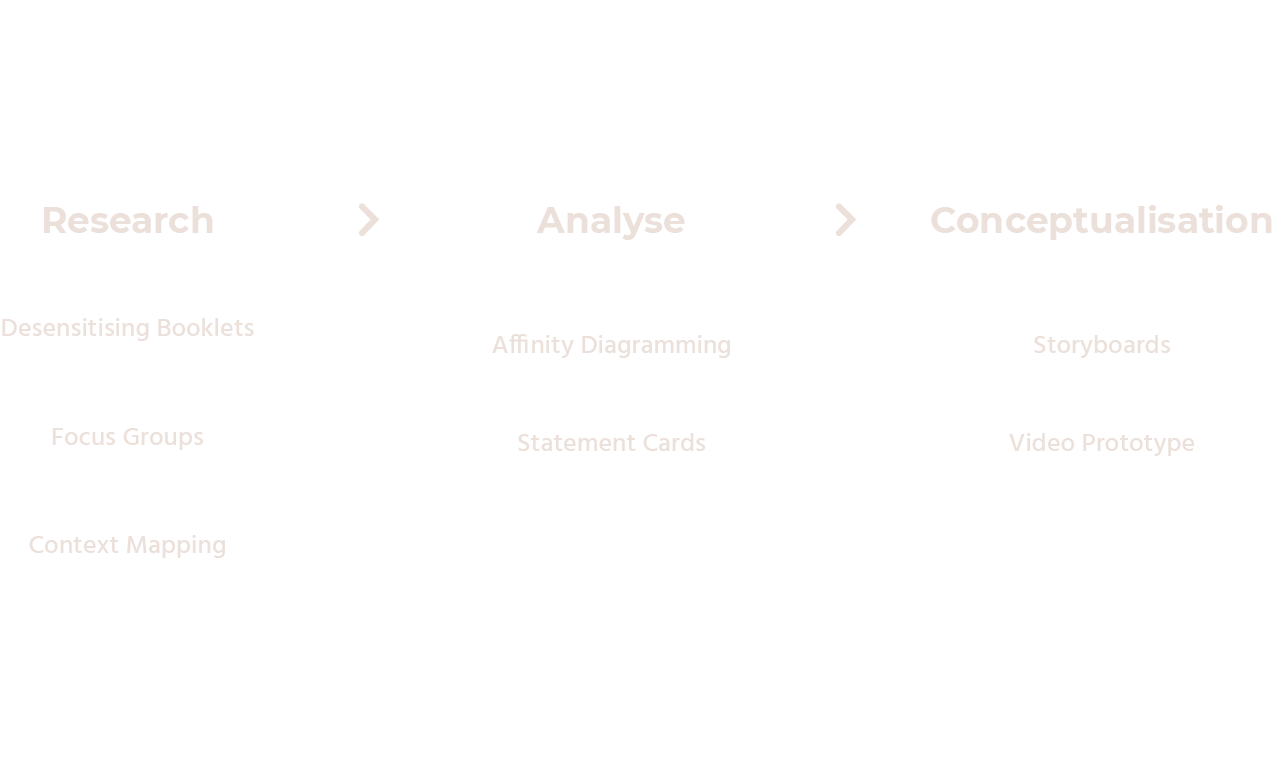 Research
Analyse
Conceptualisation
Desensitising Booklets
Focus Groups
Context Mapping
Affinity Diagramming
Statement Cards
Storyboards
Video Prototype